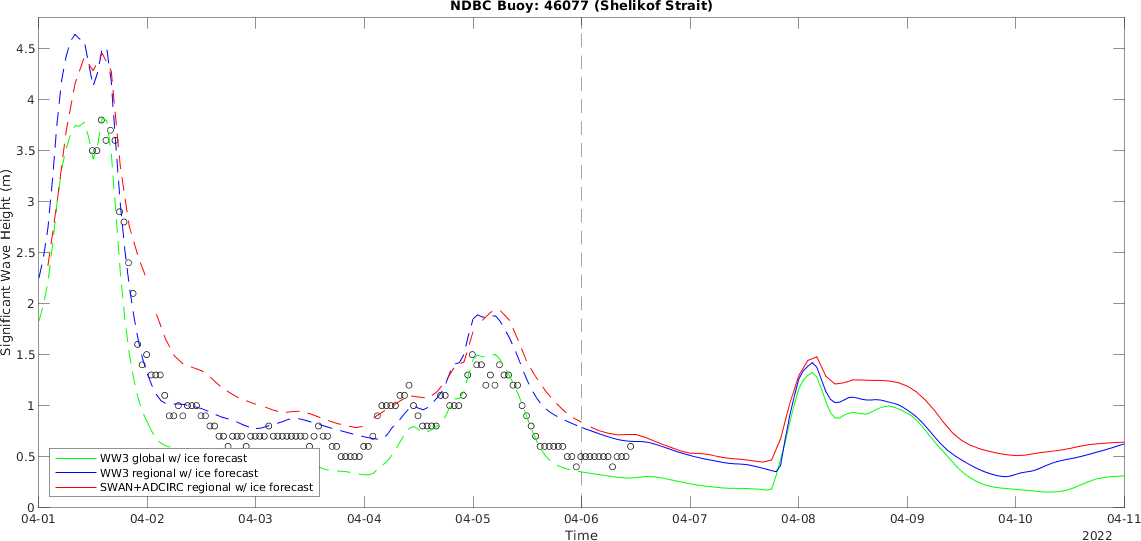 NDBC Buoy: 46077 (Shelikof Strait)
Significant Wave Height (m)
4.5
4
3.5
3
2.5
2
1.5
1
0.5
0
WW3 global w/ ice forecast
WW3 regional w/ ice forecast
SWAN+ADCIRC regional w/ ice forecast
04-01 04-02 04-03 04-04 04-05 04-06 04-07 04-08 04-09 04-10 04-11
Time
2022